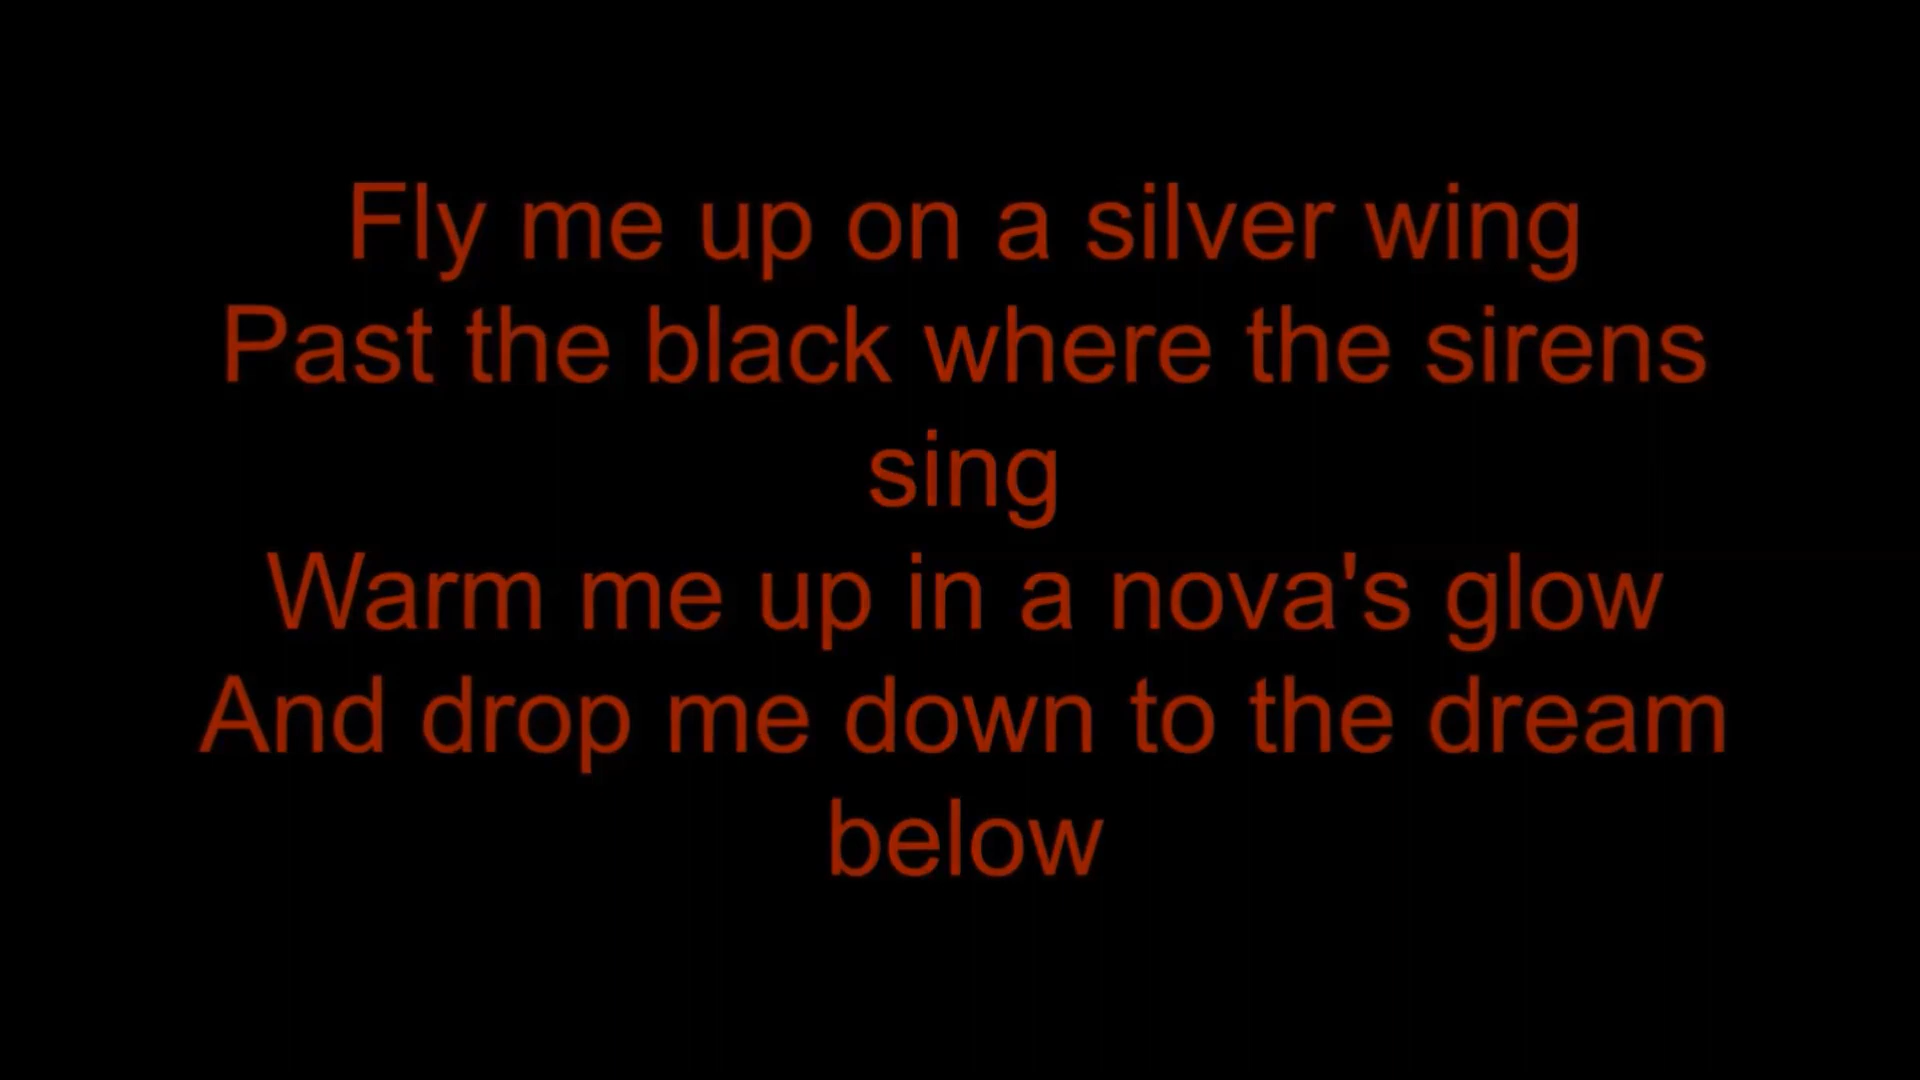 Fly me up on a silver wing
Past the black where the sirens
sing
Warm me up in a nova's glow
And drop me down to the dream
below